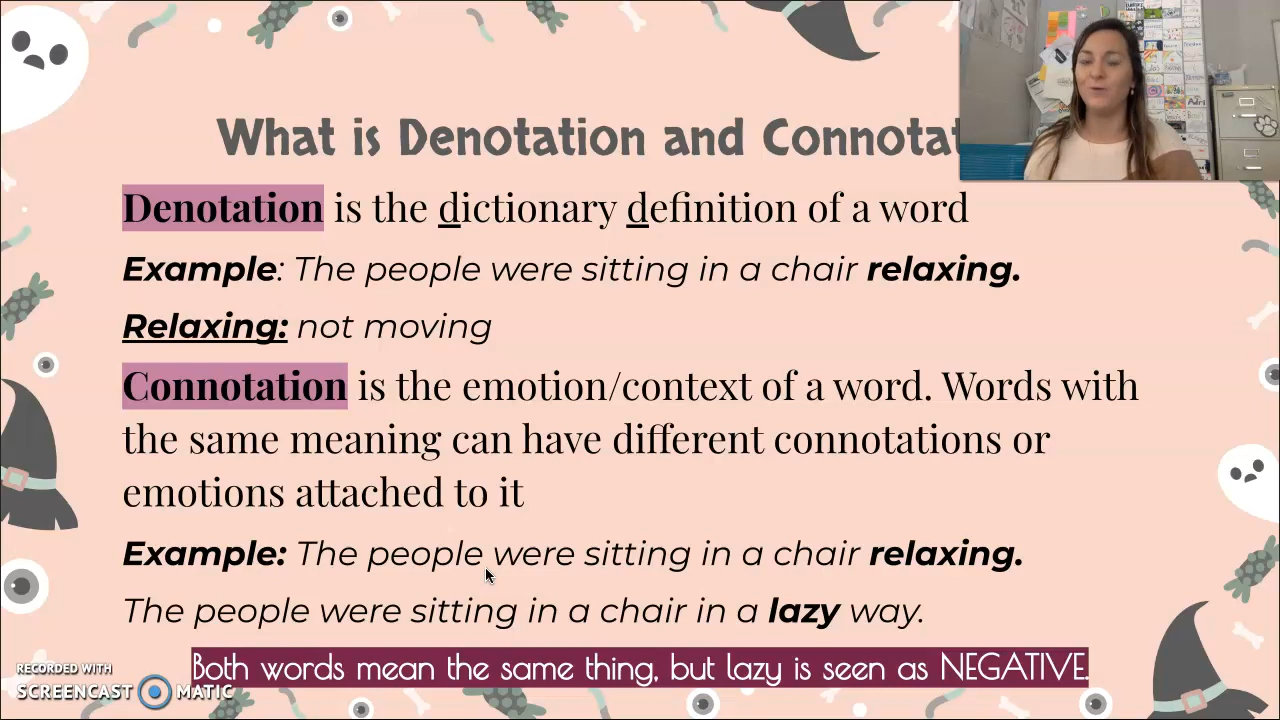 What is Denotation and Connotat
Denotation is the dictionary definition of a word
Example: The people were sitting in a chair relaxing.
Relaxing: not moving
Connotation is the emotion/context of a word. Words with
the same meaning can have different connotations or
emotions attached to it
Example: The people were sitting in a chair relaxing.
The people were sitting in a chair in a lazy way.
Both words mean the same thing, but lazy is seen as NEGATIVE.
RECORDED WITH
SCREENCAST MATIC